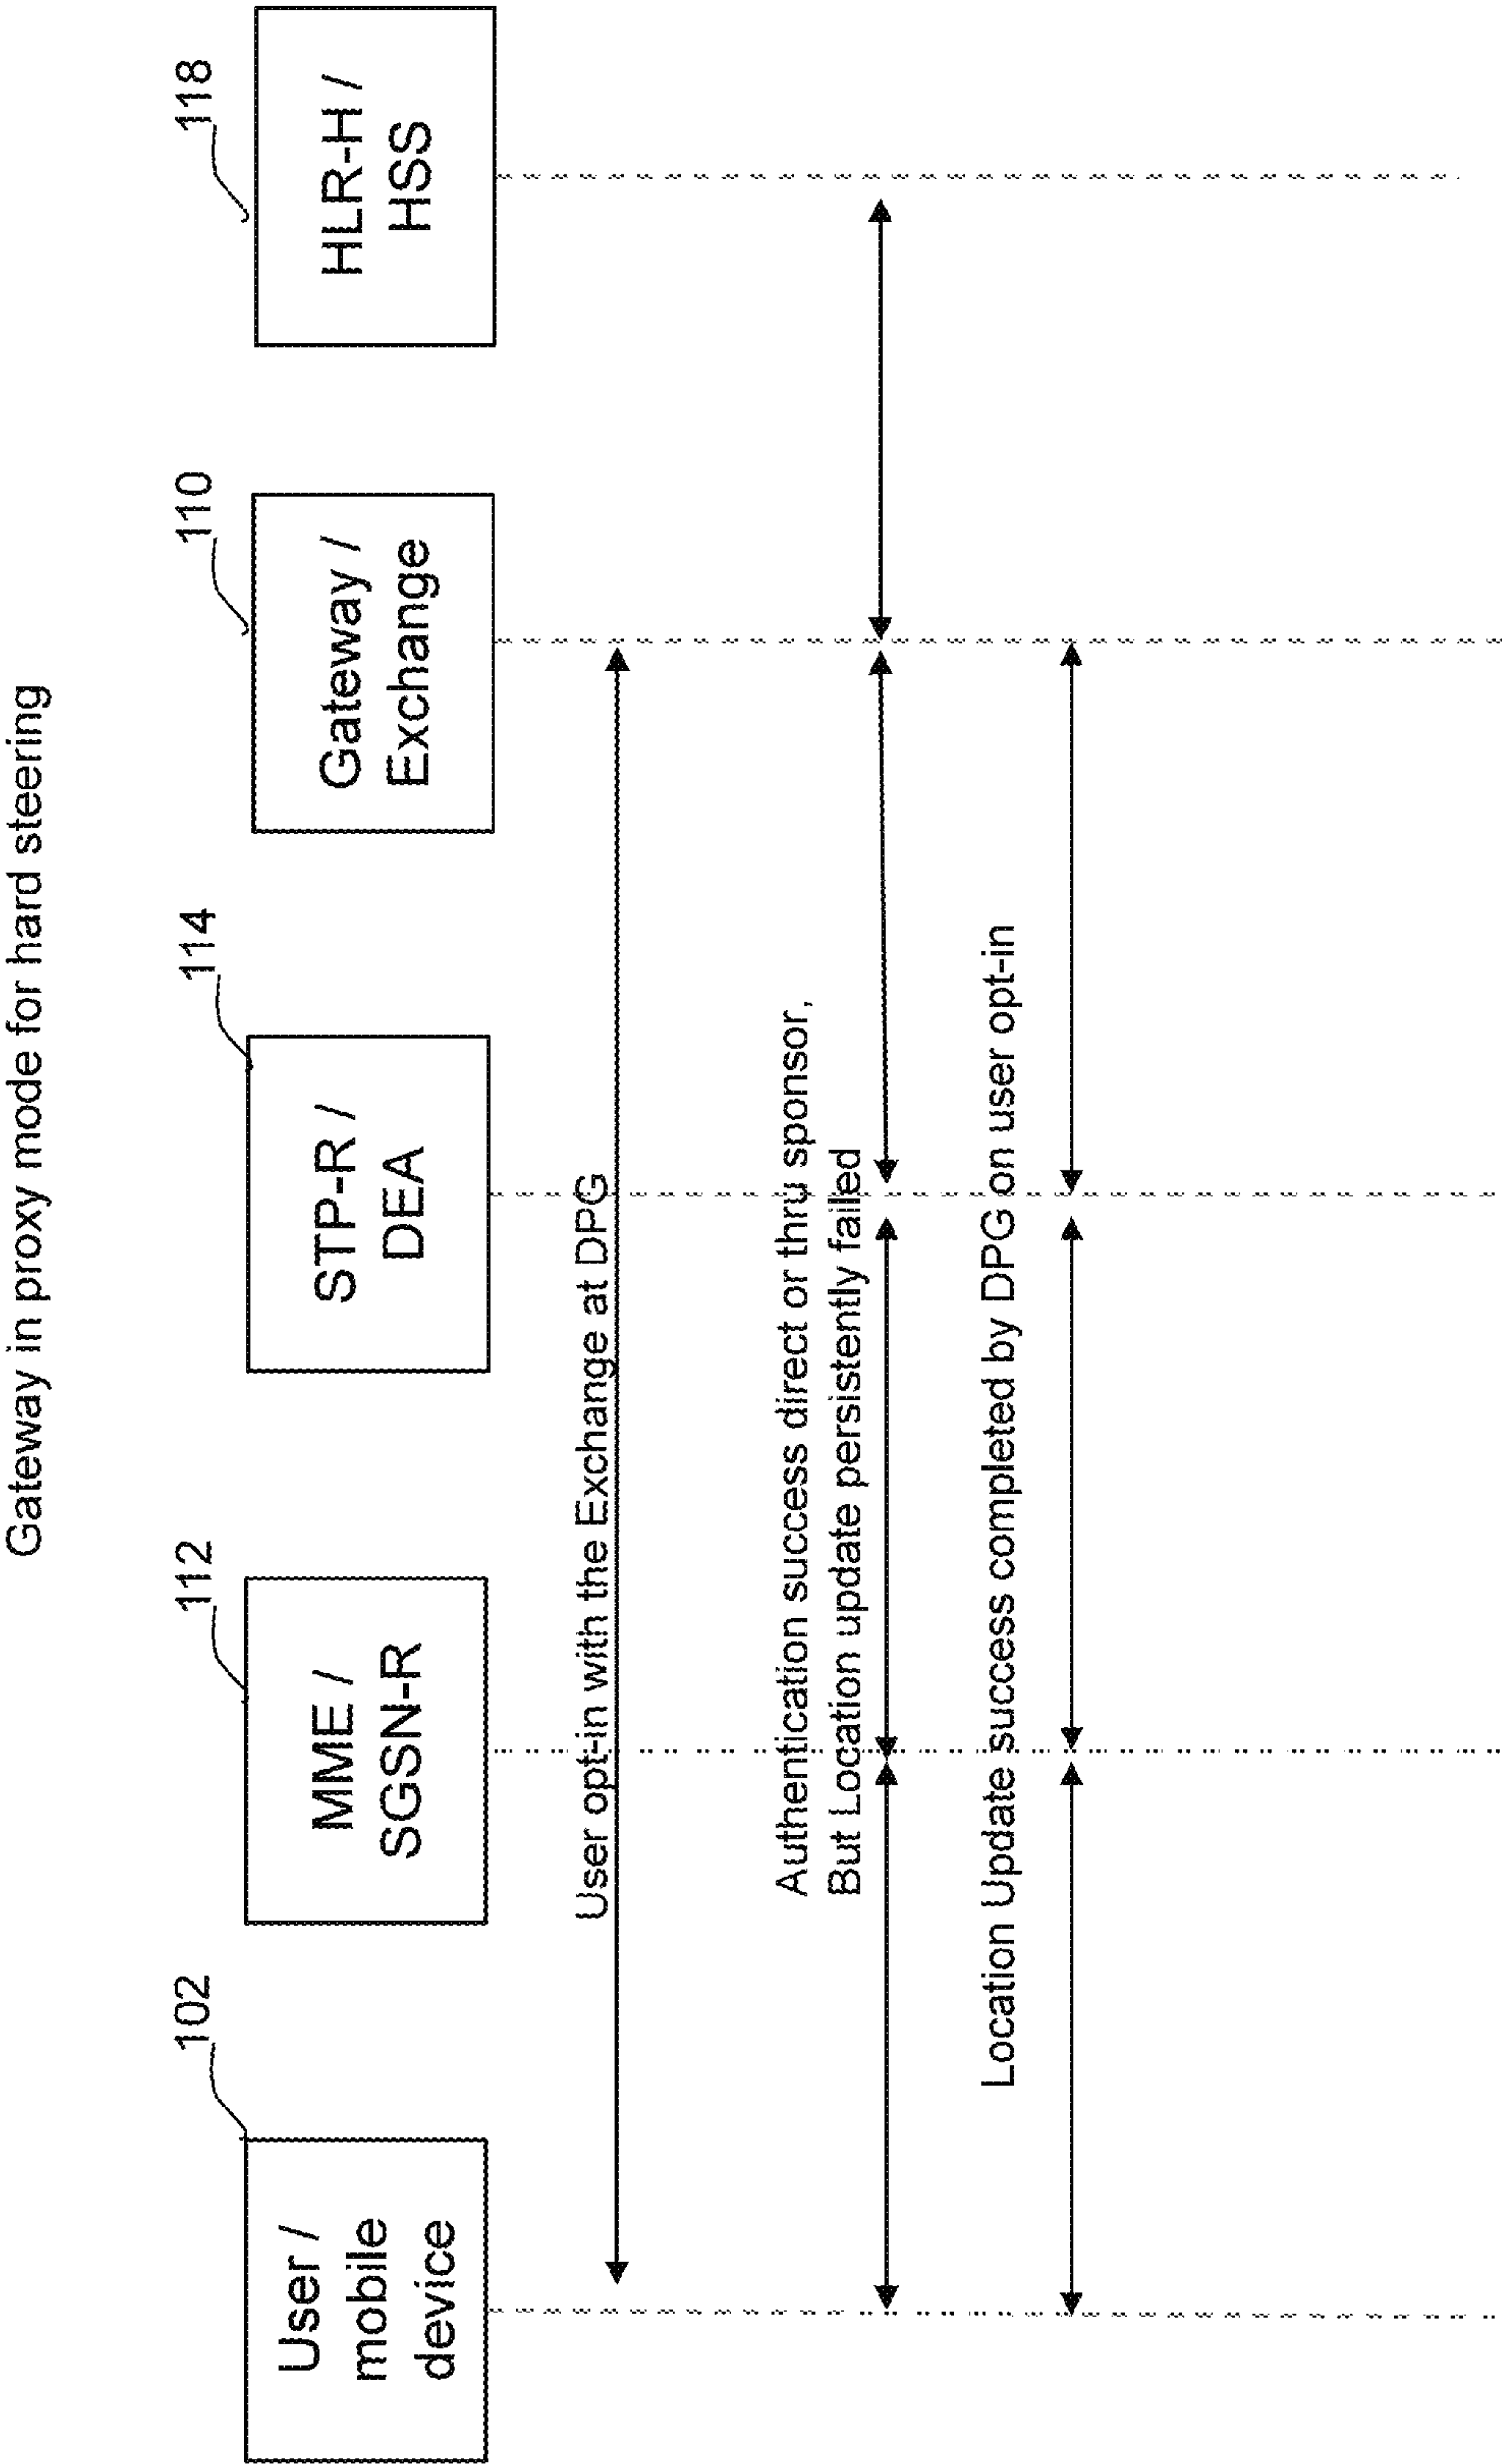 Gateway in proxy mode for hard steering
102
112
114
110
118
User /
mobile
device
MME /
SGSN-R
STP-R /
DEA
Gateway /
Exchange
HLR-H /
HSS
User opt-in with the Exchange at DPG
Authentication success direct or thru sponsor,
But Location update persistently failed
Location Update success completed by DPG on user opt-in